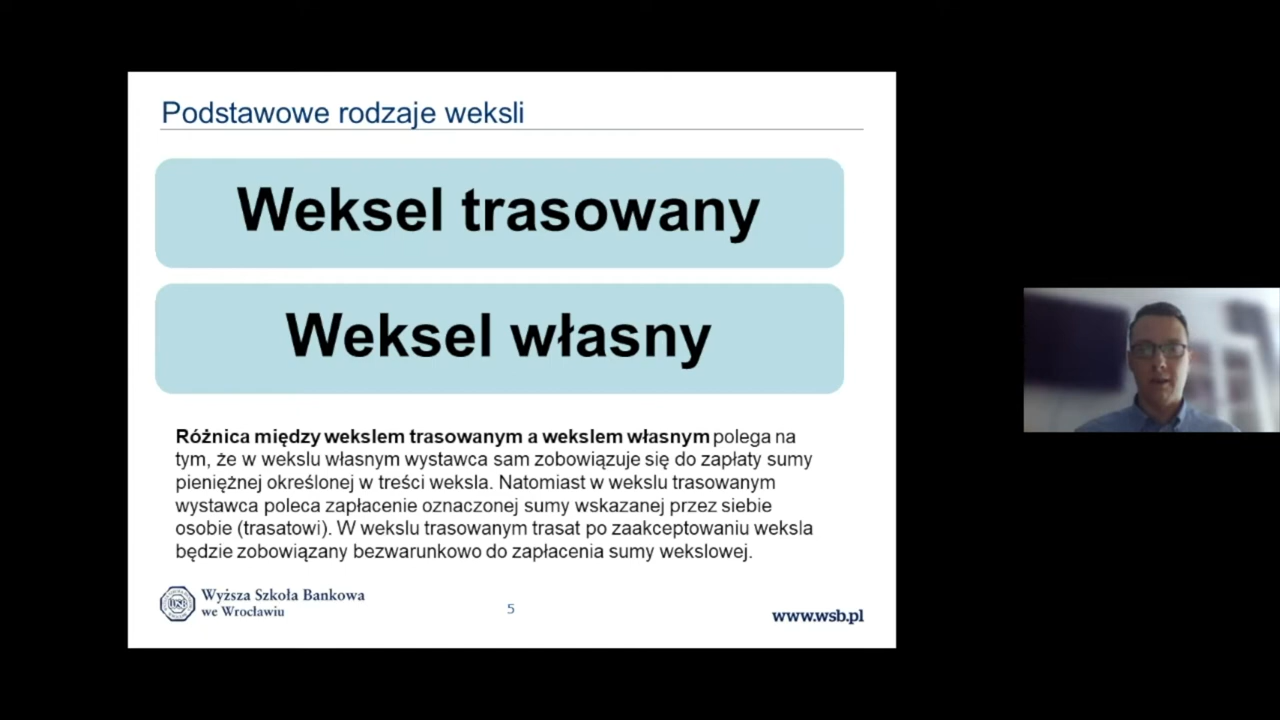 Podstawowe rodzaje weksli
Weksel trasowany
Weksel własny
Różnica między wekslem trasowanym a wekslem własnym polega na
tym, że w wekslu własnym wystawca sam zobowiązuje się do zapłaty sumy
pieniężnej określonej w treści weksla. Natomiast w wekslu trasowanym
wystawca poleca zapłacenie oznaczonej sumy wskazanej przez siebie
osobie (trasatowi). W wekslu trasowanym trasat po zaakceptowaniu weksla
będzie zobowiązany bezwarunkowo do zapłacenia sumy wekslowej.
WSB
Wyższa Szkoła Bankowa
we Wrocławiu
5
www.wsb.pl